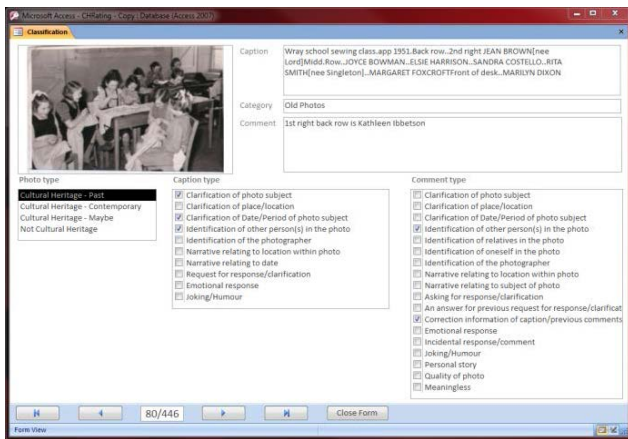 Microsoft Access - CHRating - Copy : Database (Access 2007)
Classification
Caption
Wray school sewing class.app 1951.Back row..2nd right JEAN BROWN[nee
Lord]Midd.Row..JOYCE BOWMAN..ELSIE HARRISON..SANDRA COSTELLO..RITA
SMITH[nee Singleton]..MARGARET FOXCROFTFront of desk..MARILYN DIXON
Category
Old Photos
Comment
1st right back row is Kathleen Ibbetson
Photo type
Cultural Heritage - Past
Cultural Heritage - Contemporary
Cultural Heritage - Maybe
Not Cultural Heritage
Caption type
Clarification of photo subject
Clarification of place/location
Clarification of Date/Period of photo subject
Identification of other person(s) in the photo
Identification of the photographer
Narrative relating to location within photo
Narrative relating to date
Request for response/clarification
Emotional response
Joking/Humour
Comment type
Clarification of photo subject
Clarification of place/location
Clarification of Date/Period of photo subject
Identification of other person(s) in the photo
Identification of relatives in the photo
Identification of oneself in the photo
Identification of the photographer
Narrative relating to location within photo
Narrative relating to subject of photo
Asking for response/clarification
An answer for previous request for response/clarificat
Correction information of caption/previous comments
Emotional response
Incidental response/comment
Joking/Humour
Personal story
Quality of photo
Meaningless
80/446
Close Form
Form View